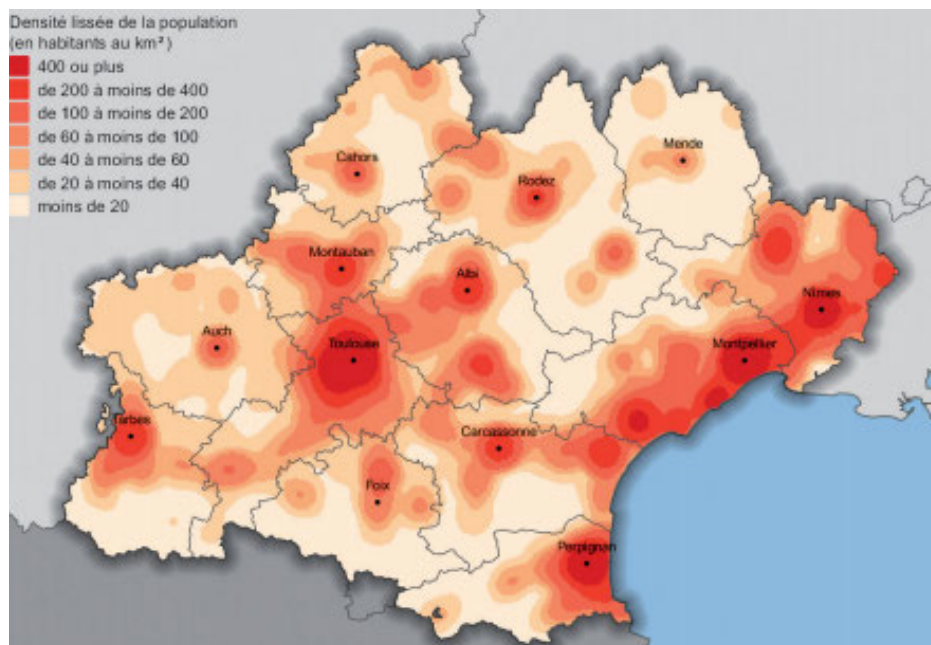 Densité lissée de la population
(en habitants au km²)
400 ou plus
de 200 à moins de 400
de 100 à moins de 200
de 60 à moins de 100
de 40 à moins de 60
de 20 à moins de 40
moins de 20
Cahors
Rodez
Mende
Montauban
Albi
Nîmes
Auch
Toulouse
Montpellier
Tarbes
Carcassonne
Foix
Perpignan